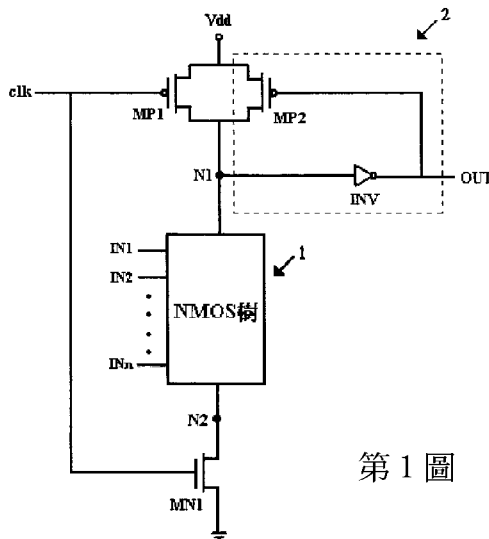 Vdd
2
clk
MP1
MP2
N1
INV
OUT
IN1
1
IN2
NMOS樹
INn
N2
MN1
第1圖